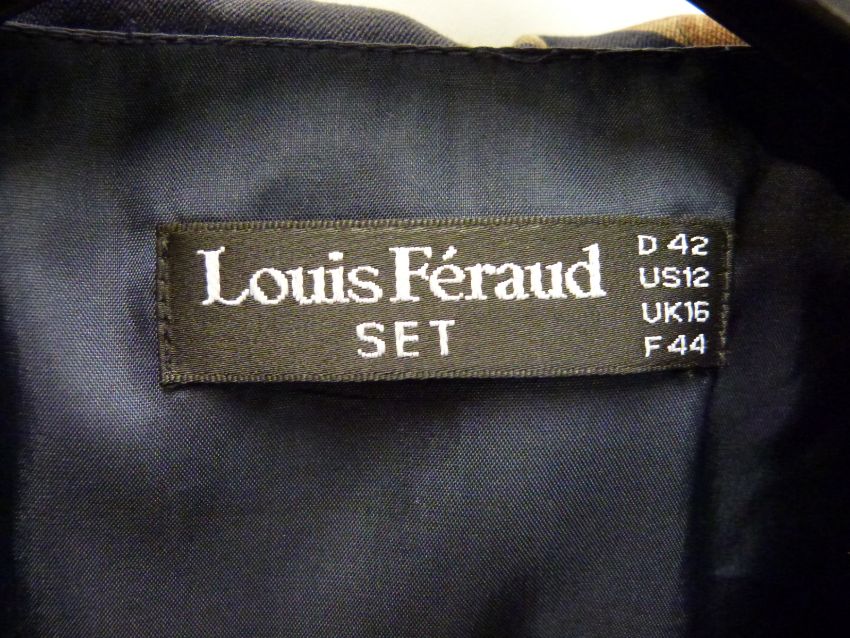 Louis Féraud
SET
D 42
US12
UK16
F 44